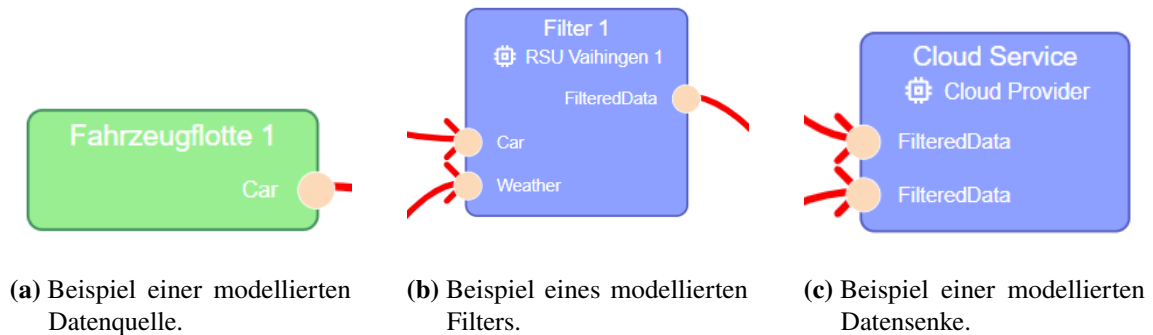 Fahrzeugflotte 1
Car
Filter 1
RSU Vaihingen 1
FilteredData
Car
Weather
Cloud Service
Cloud Provider
FilteredData
FilteredData
(a) Beispiel einer modellierten
Datenquelle.
(b) Beispiel eines modellierten
Filters.
(c) Beispiel einer modellierten
Datensenke.